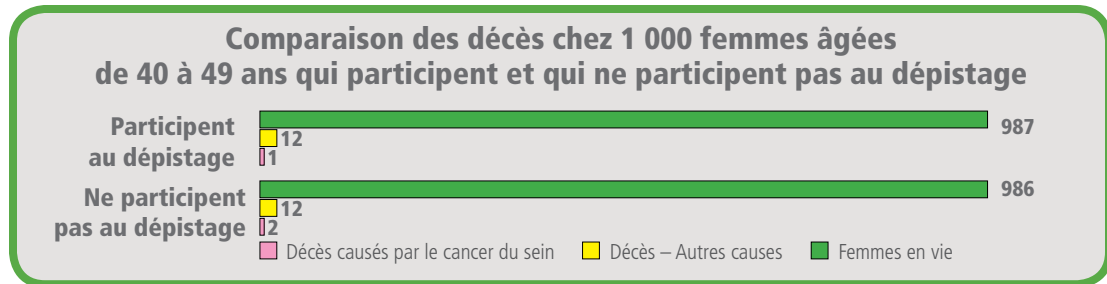 Comparaison des décès chez 1 000 femmes âgées
de 40 à 49 ans qui participent et qui ne participent pas au dépistage
Participent
au dépistage
987
12
1
Ne participent
pas au dépistage
986
12
2
Décès causés par le cancer du sein
Décès – Autres causes
Femmes en vie